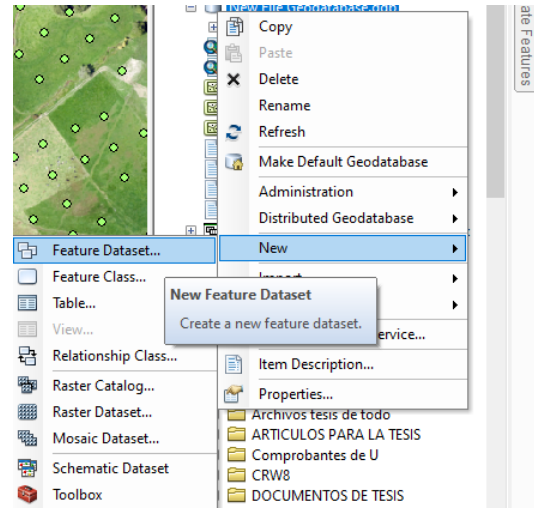 New File Geodatabase.gdb
ate Features
Copy
Paste
Delete
Rename
Refresh
Make Default Geodatabase
Administration
Distributed Geodatabase
New
Import
ervice...
Item Description...
Properties...
Feature Dataset...
Feature Class...
Table...
View...
Relationship Class...
Raster Catalog...
Raster Dataset...
Mosaic Dataset...
Schematic Dataset
Toolbox
New Feature Dataset
Create a new feature dataset.
Archivos tesis de todo
ARTICULOS PARA LA TESIS
Comprobantes de U
CRW8
DOCUMENTOS DE TESIS